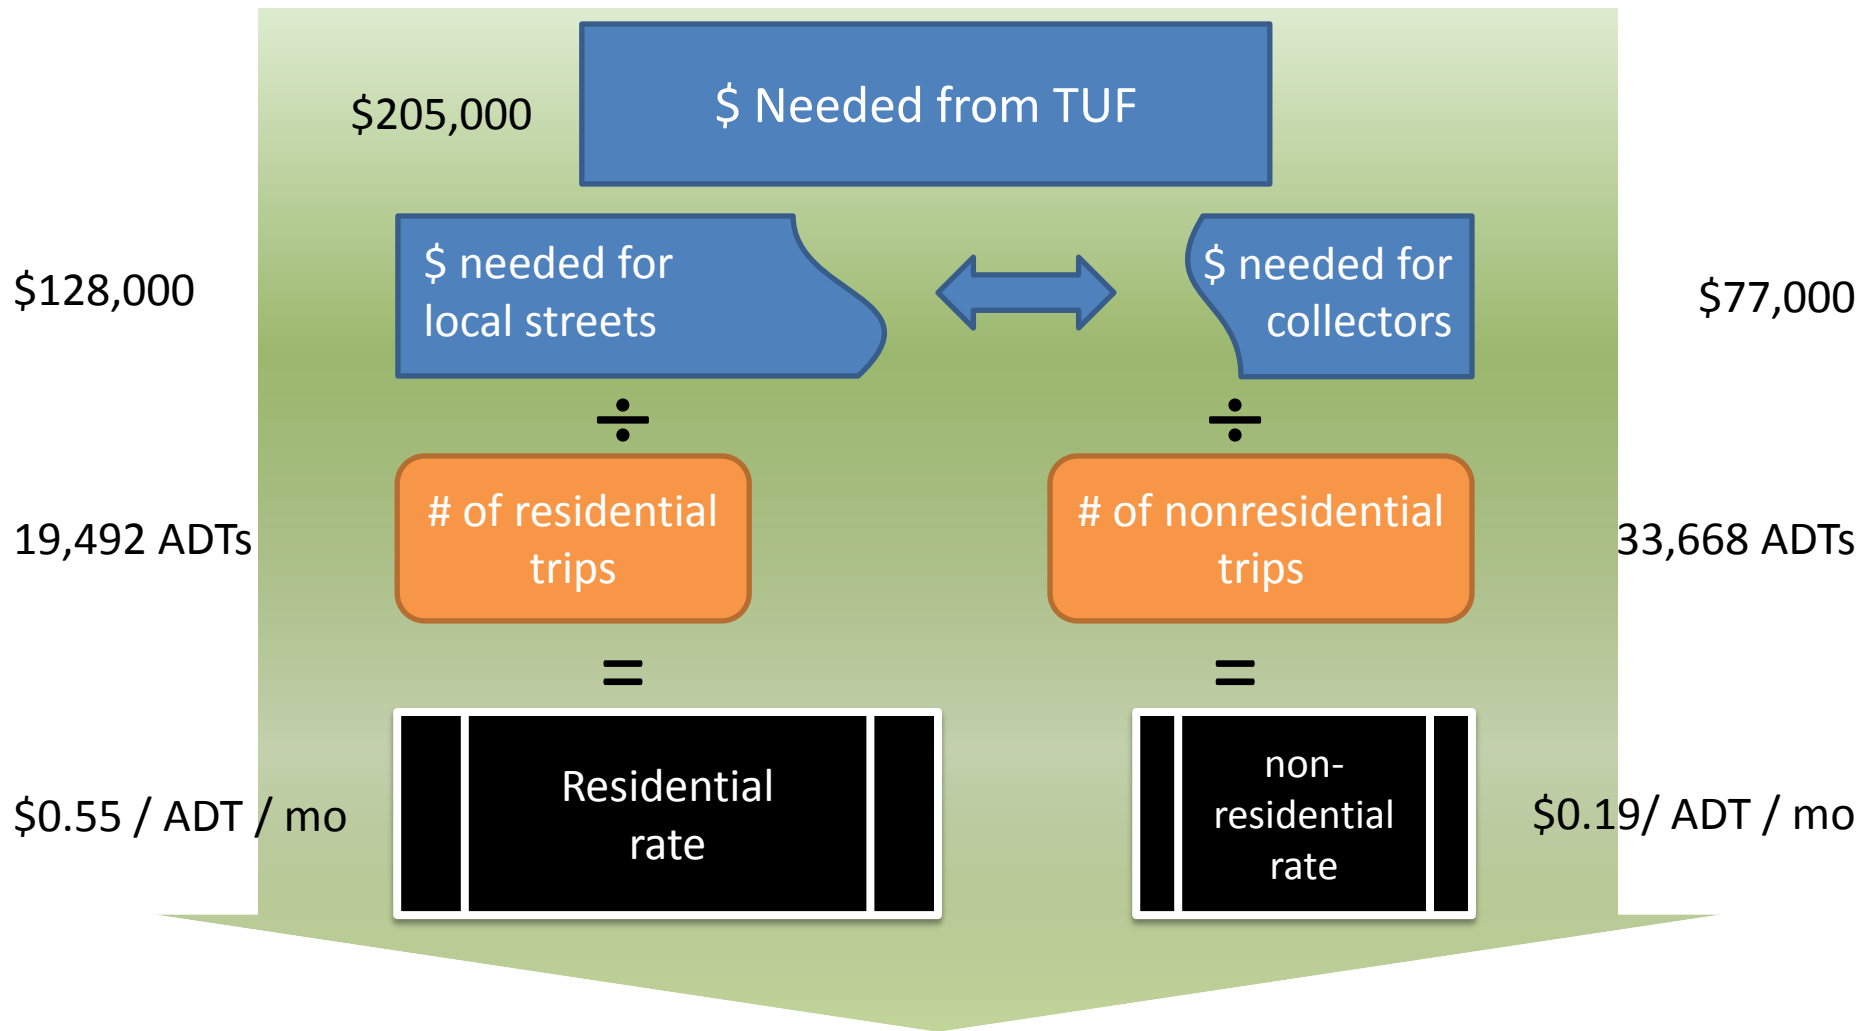 $205,000
$ Needed from TUF
$128,000
$ needed for
local streets
$ needed for
collectors
$77,000
÷
÷
19,492 ADTs
# of residential
trips
# of nonresidential
trips
33,668 ADTs
=
=
$0.55 / ADT / mo
Residential
rate
non-
residential
rate
$0.19/ ADT / mo